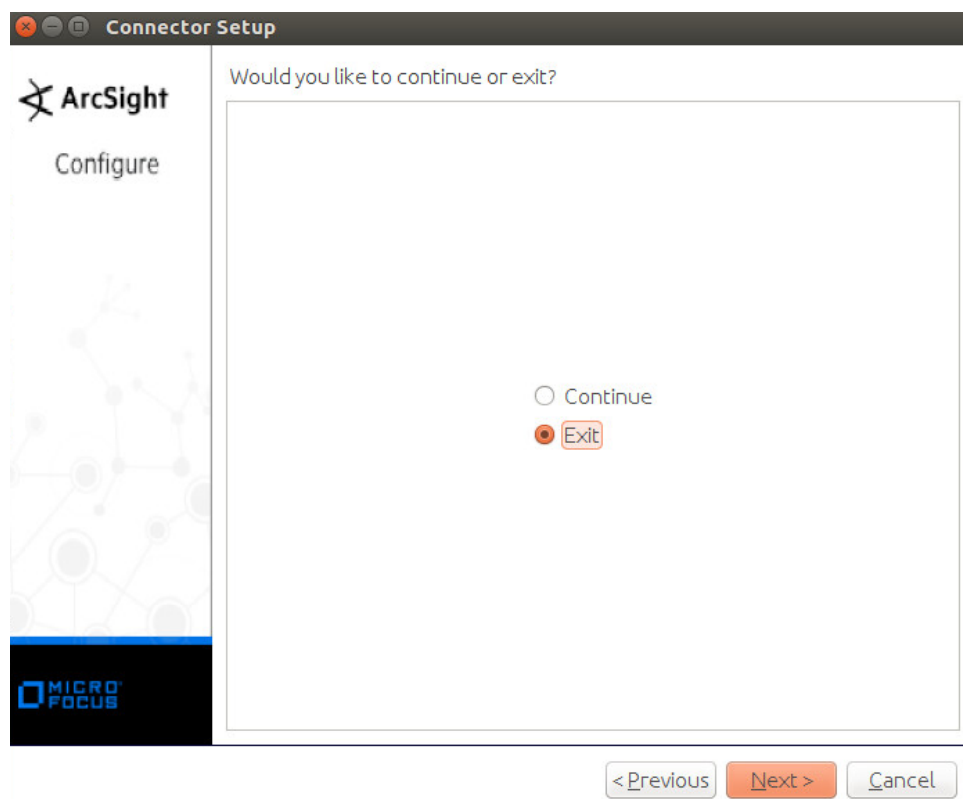 Connector Setup
ArcSight
Configure
Would you like to continue or exit?
Continue
Exit
MICRO
FOCUS
< Previous
Next >
Cancel